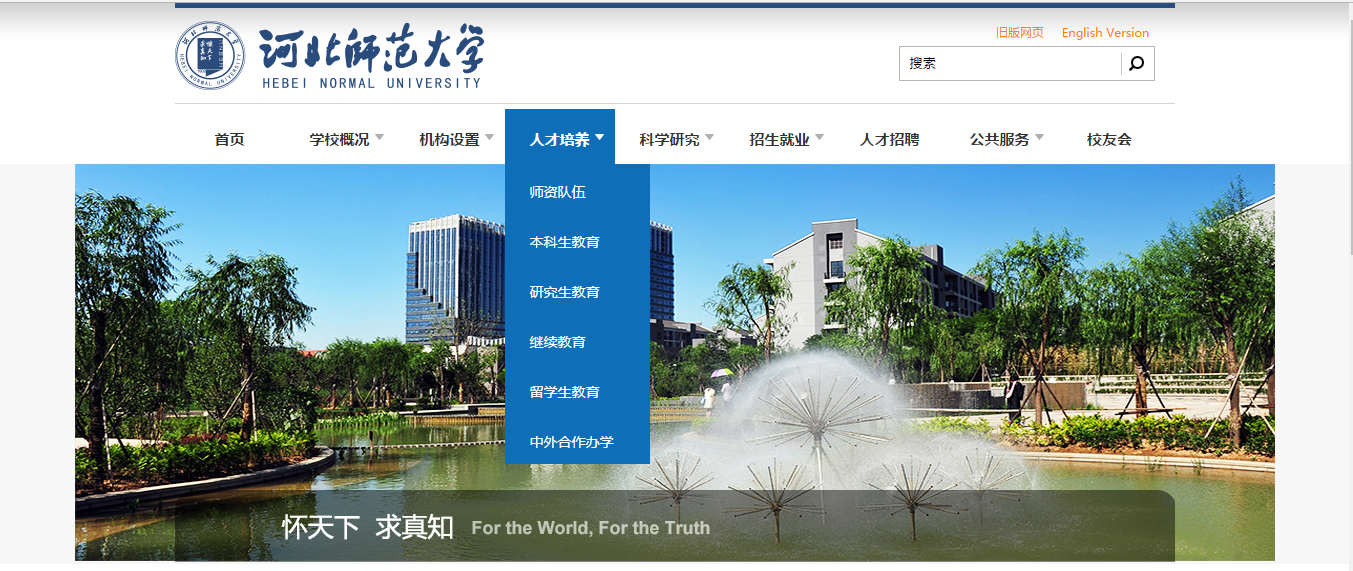 河北师范大学
HEBEI NORMAL UNIVERSITY
旧版网页 English Version
搜索
首页 学校概况 机构设置 人才培养 科学研究 招生就业 人才招聘 公共服务 校友会
师资队伍
本科生教育
研究生教育
继续教育
留学生教育
中外合作办学
怀天下 求真知 For the World, For the Truth